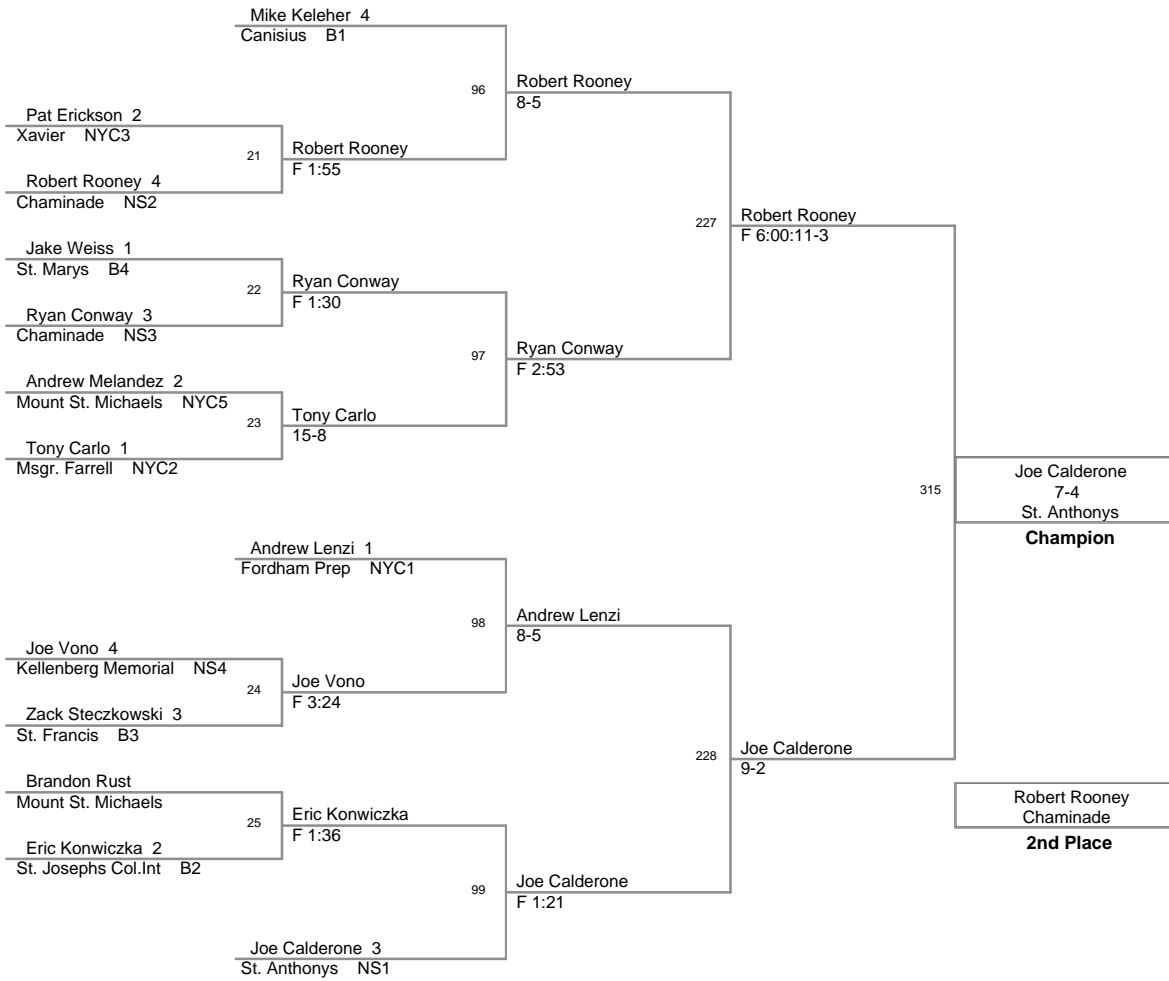 Mike Keleher 4
Canisius B1
96
Robert Rooney
8-5
Pat Erickson 2
Xavier NYC3
21
Robert Rooney
F 1:55
Robert Rooney 4
Chaminade NS2
227
Robert Rooney
F 6:00:11-3
Jake Weiss 1
St. Marys B4
22
Ryan Conway
F 1:30
Ryan Conway 3
Chaminade NS3
97
Ryan Conway
F 2:53
Andrew Melandez 2
Mount St. Michaels NYC5
23
Tony Carlo
15-8
Tony Carlo 1
Msgr. Farrell NYC2
315
Joe Calderone
7-4
St. Anthonys
Champion
Andrew Lenzi 1
Fordham Prep NYC1
98
Andrew Lenzi
8-5
Joe Vono 4
Kellenberg Memorial NS4
24
Joe Vono
F 3:24
Zack Steczkowski 3
St. Francis B3
228
Joe Calderone
9-2
Brandon Rust
Mount St. Michaels
25
Eric Konwiczka
F 1:36
Eric Konwiczka 2
St. Josephs Col.Int B2
99
Joe Calderone
F 1:21
Joe Calderone 3
St. Anthonys NS1
Robert Rooney
Chaminade
2nd Place